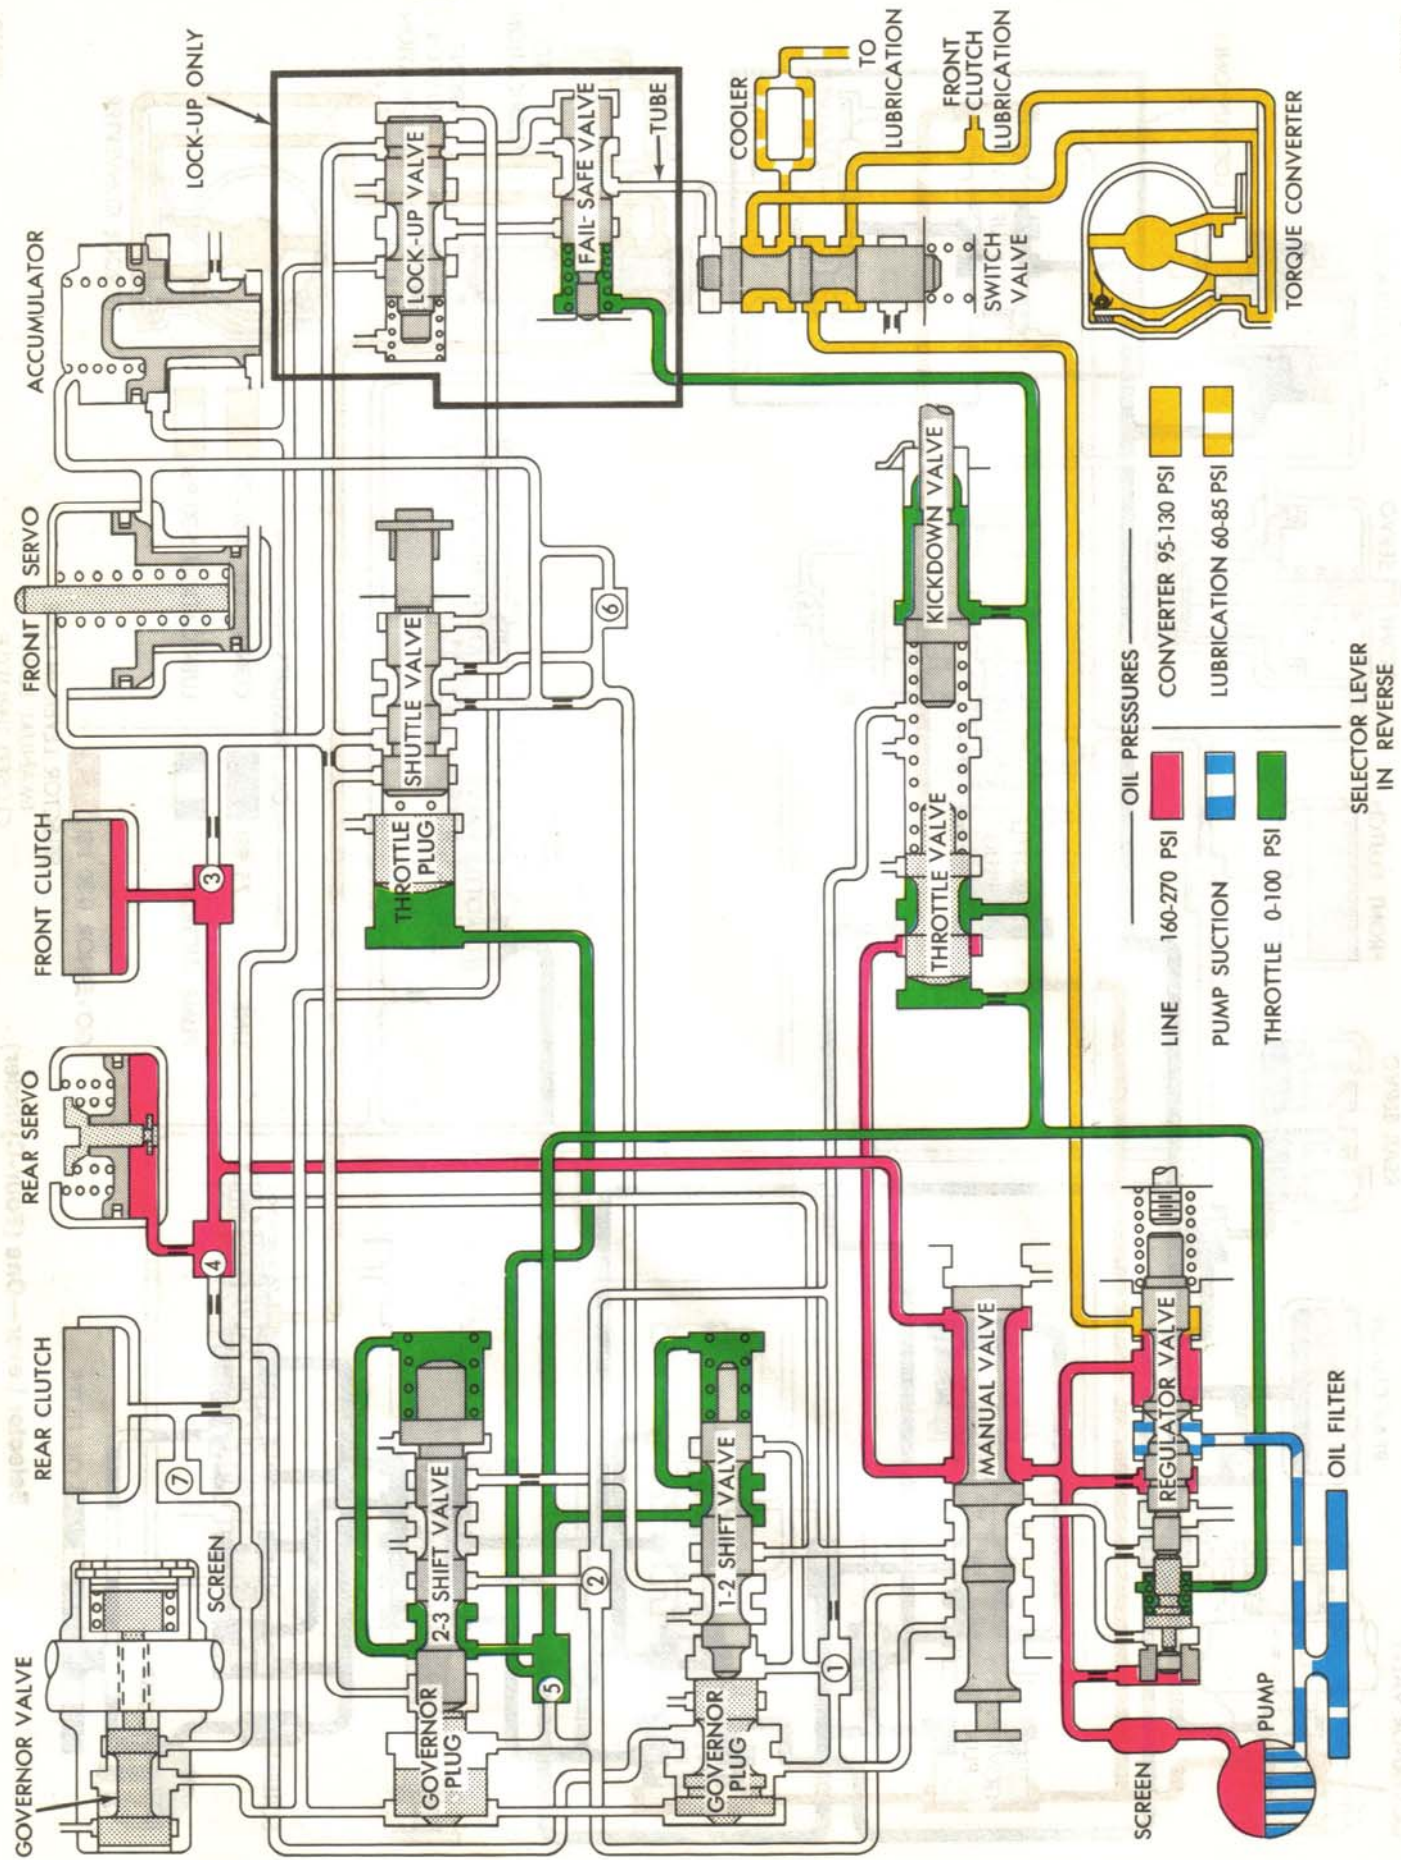 GOVERNOR VALVE
SCREEN
REAR CLUTCH
7
REAR SERVO
4
FRONT CLUTCH
3
FRONT SERVO
ACCUMULATOR
LOCK-UP ONLY
GOVERNOR
PLUG
2-3 SHIFT VALVE
THROTTLE
PLUG
SHUTTLE VALVE
LOCK-UP VALVE
5
2
6
FAIL-SAFE VALVE
TUBE
GOVERNOR
PLUG
1-2 SHIFT VALVE
1
COOLER
TO
LUBRICATION
FRONT
CLUTCH
LUBRICATION
MANUAL VALVE
THROTTLE VALVE
KICKDOWN VALVE
SWITCH
VALVE
SCREEN
PUMP
REGULATOR VALVE
OIL FILTER
TORQUE CONVERTER
OIL PRESSURES
LINE 160-270 PSI
PUMP SUCTION
THROTTLE 0-100 PSI
CONVERTER 95-130 PSI
LUBRICATION 60-85 PSI
SELECTOR LEVER
IN REVERSE